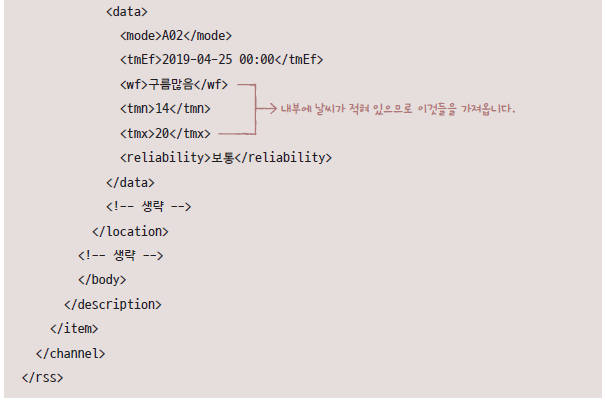 <data>
<mode>A02</mode>
<tmEf>2019-04-25 00:00</tmEf>
<wf>구름많음</wf>
<tmn>14</tmn>
내부에 날씨가 적혀 있으므로 이것들을 가져옵니다.
<tmx>20</tmx>
<reliability>보통</reliability>
</data>
<!-- 생략 -->
</location>
<!-- 생략 -->
</body>
</description>
</item>
</channel>
</rss>